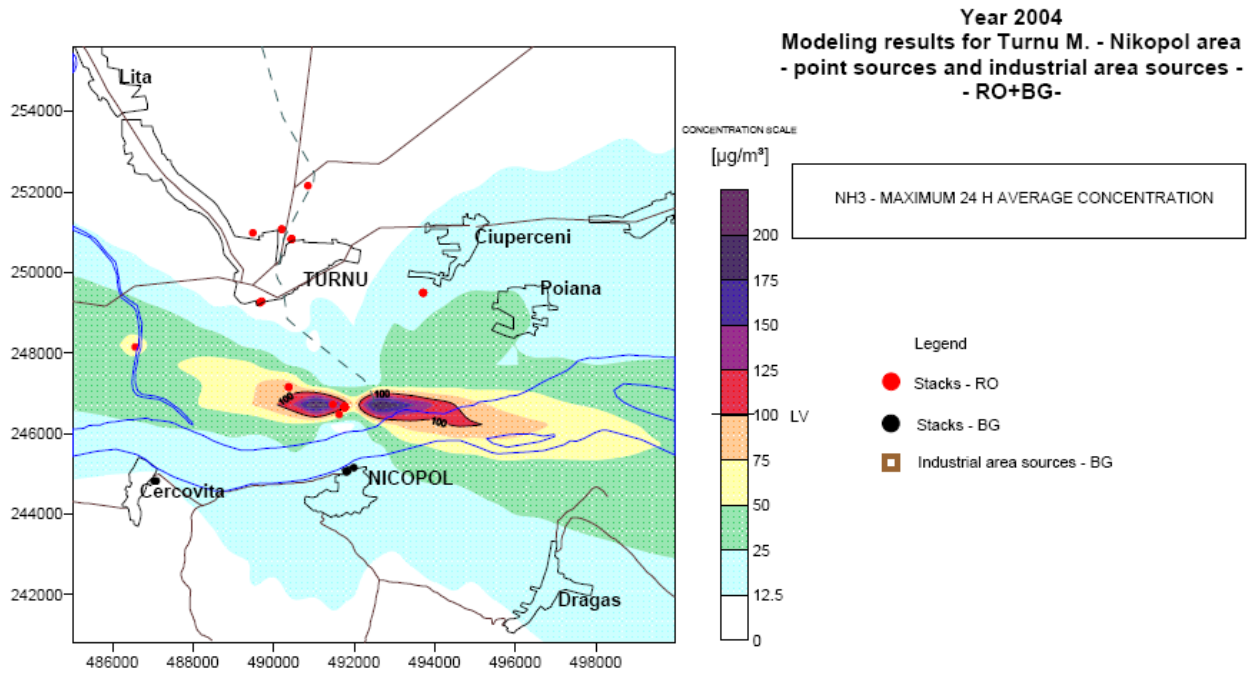 Year 2004
Modeling results for Turnu M. - Nikopol area
- point sources and industrial area sources -
- RO+BG-
CONCENTRATION SCALE
[µg/m³]
NH3 - MAXIMUM 24 H AVERAGE CONCENTRATION
200
175
150
125
100 LV
75
50
25
12.5
0
Legend
Stacks - RO
Stacks - BG
Industrial area sources - BG
Lita
Ciuperceni
TURNU
Poiana
100
100
100
NICOPOL
Cercovita
Dragas
254000
252000
250000
248000
246000
244000
242000
486000 488000 490000 492000 494000 496000 498000